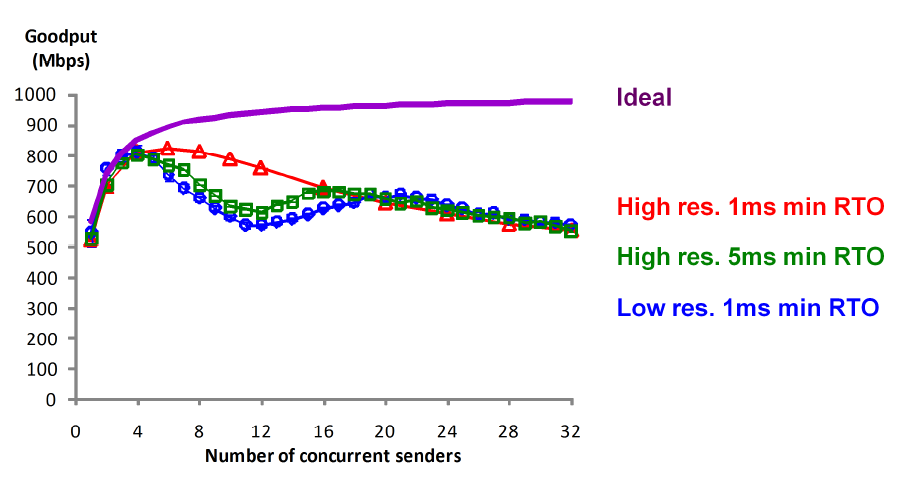 Goodput
(Mbps)
1000
900
800
700
600
500
400
300
200
100
0
0 4 8 12 16 20 24 28 32
Number of concurrent senders
Ideal
High res. 1ms min RTO
High res. 5ms min RTO
Low res. 1ms min RTO